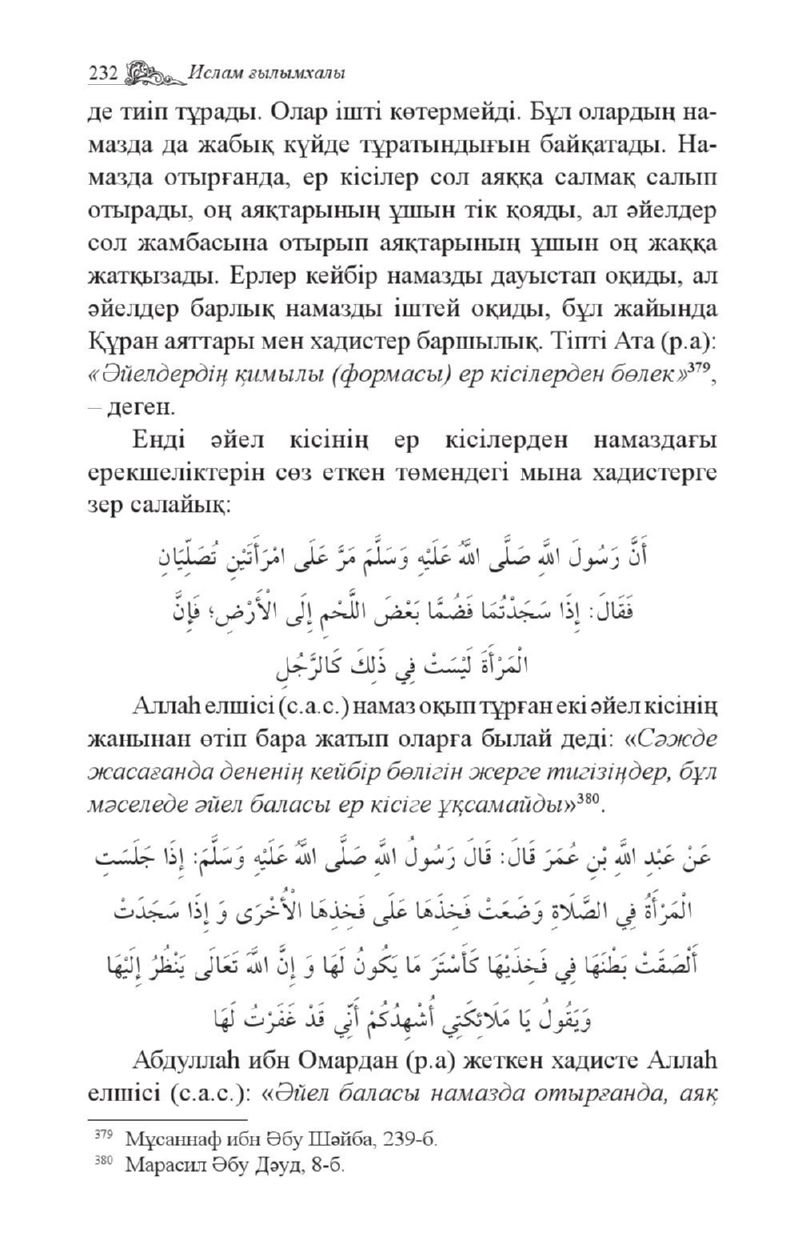 232 Ислам ғылымхалы
де тиіп тұрады. Олар ішті көтермейді. Бұл олардың на-
мазда да жабық күйде тұратындығын байқатады. На-
мазда отырғанда, ер кісілер сол аяққа салмақ салып
отырады, оң аяқтарының ұшын тік қояды, ал әйелдер
сол жамбасына отырып аяқтарының ұшын оң жаққа
жатқызады. Ерлер кейбір намазды дауыстап оқиды, ал
әйелдер барлық намазды іштей оқиды, бұл жайында
Құран аяттары мен хадистер баршылық. Тіпті Ата (р.а):
«Әйелдердің қимылы (формасы) ер кісілерден бөлек»³⁷⁹,
– деген.
Енді әйел кісінің ер кісілерден намаздағы
ерекшеліктерін сөз еткен төмендегі мына хадистерге
зер салайық:
أَنَّ رَسُولَ اللهِ صَلَّى اللهُ عَلَيْهِ وَسَلَّمَ مَرَّ عَلَى امْرَأَتَيْنِ تُصَلِّيَانِ
فَقَالَ: إِذَا سَجَدْتُمَا فَضُمَّا بَعْضَ اللَّحْمِ إِلَى الْأَرْضِ ؛ فَإِنَّ
الْمَرْأَةَ لَيْسَتْ فِي ذَلِكَ كَالرَّجُلِ
Аллаһ елшісі (с.а.с.) намаз оқып тұрған екі әйел кісінің
жанынан өтіп бара жатып оларға былай деді: «Сәжде
жасағанда дененің кейбір бөлігін жерге тигізіңдер, бұл
мәселеде әйел баласы ер кісіге ұқсамайды»³⁸⁰.
عَنْ عَبْدِ اللهِ بْنِ عُمَرَ قَالَ: قَالَ رَسُولُ اللهِ صَلَّى اللهُ عَلَيْهِ وَسَلَّمَ: إِذَا جَلَسَتِ
الْمَرْأَةُ فِي الصَّلَاةِ وَضَعَتْ فَخِذَهَا عَلَى فَخِذِهَا الْأُخْرَى وَ إِذَا سَجَدَتْ
أَلْصَقَتْ بَطْنَهَا فِي فَخِذَيْهَا كَأَسْتَرِ مَا يَكُونُ لَهَا وَ إِنَّ اللهَ تَعَالَى يَنْظُرُ إِلَيْهَا
وَيَقُولُ يَا مَلَائِكَتِي أُشْهِدُكُمْ أَنِّي قَدْ غَفَرْتُ لَهَا
Абдуллаһ ибн Омардан (р.а) жеткен хадисте Аллаһ
елшісі (с.а.с.): «Әйел баласы намазда отырғанда, аяқ
³⁷⁹ Мұсаннаф ибн Әбу Шәйба, 239-б.
³⁸⁰ Марасил Әбу Дәуд, 8-б.